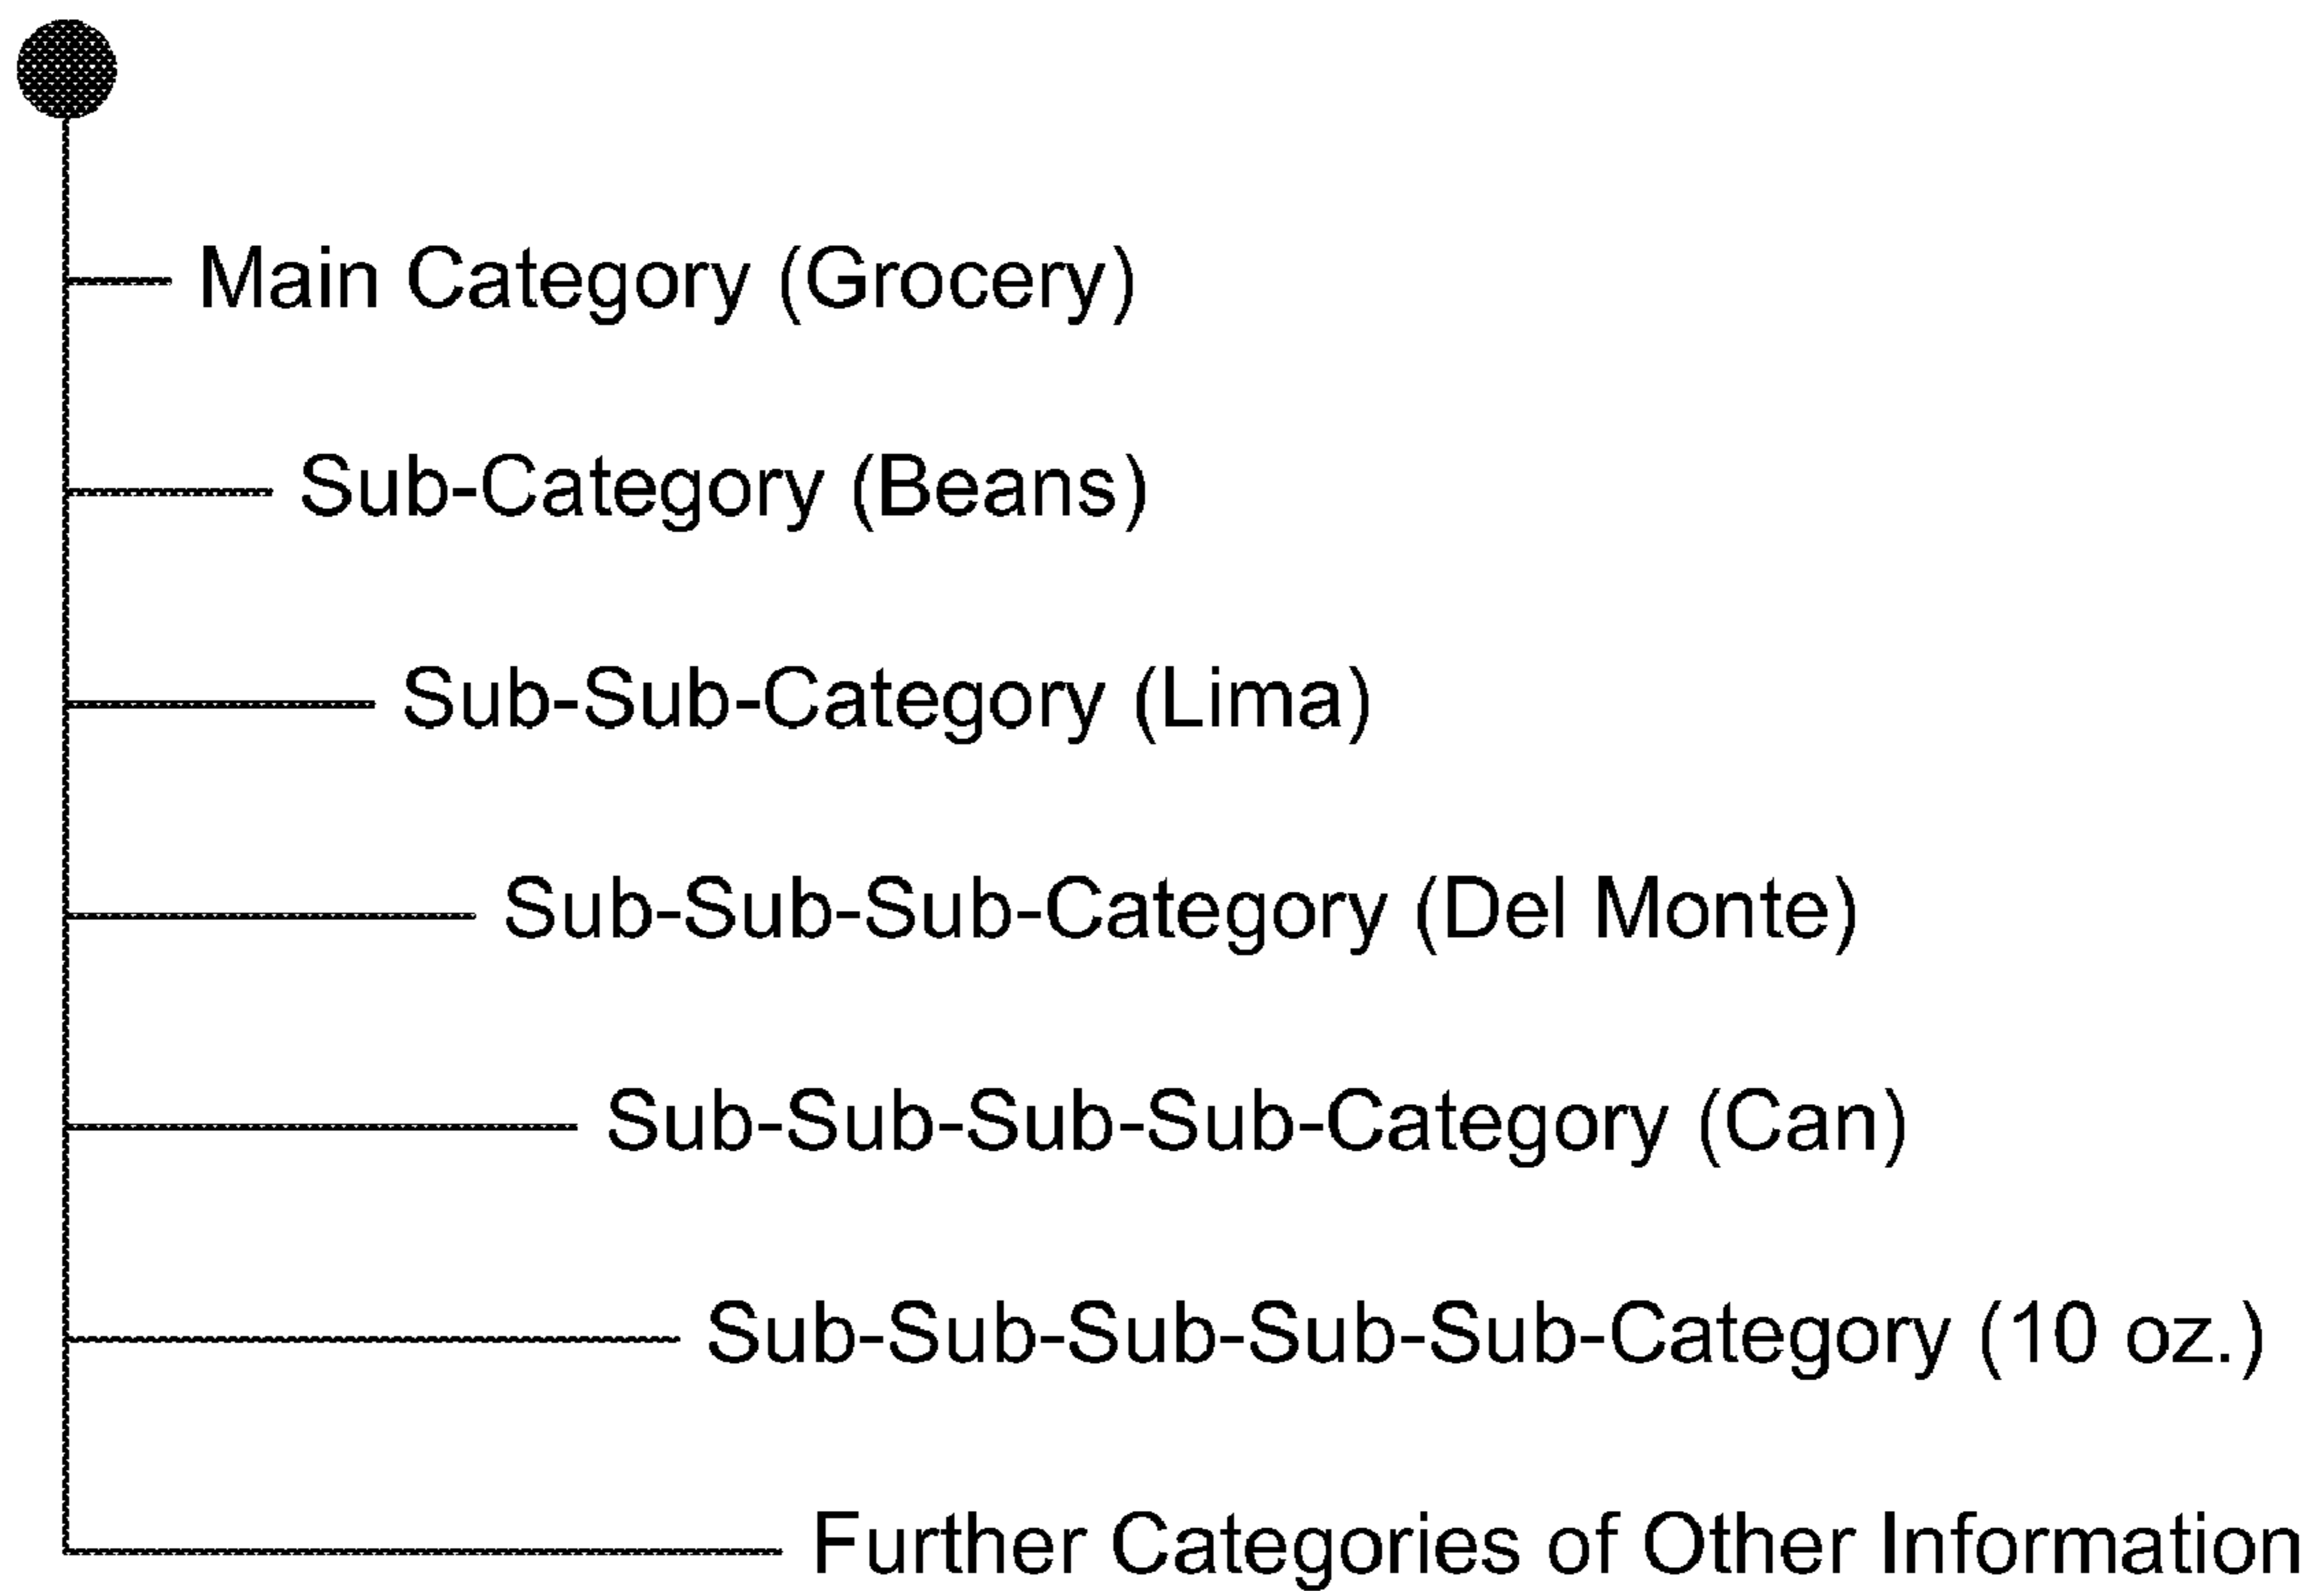 Main Category (Grocery)
Sub-Category (Beans)
Sub-Sub-Category (Lima)
Sub-Sub-Sub-Category (Del Monte)
Sub-Sub-Sub-Sub-Category (Can)
Sub-Sub-Sub-Sub-Sub-Category (10 oz.)
Further Categories of Other Information